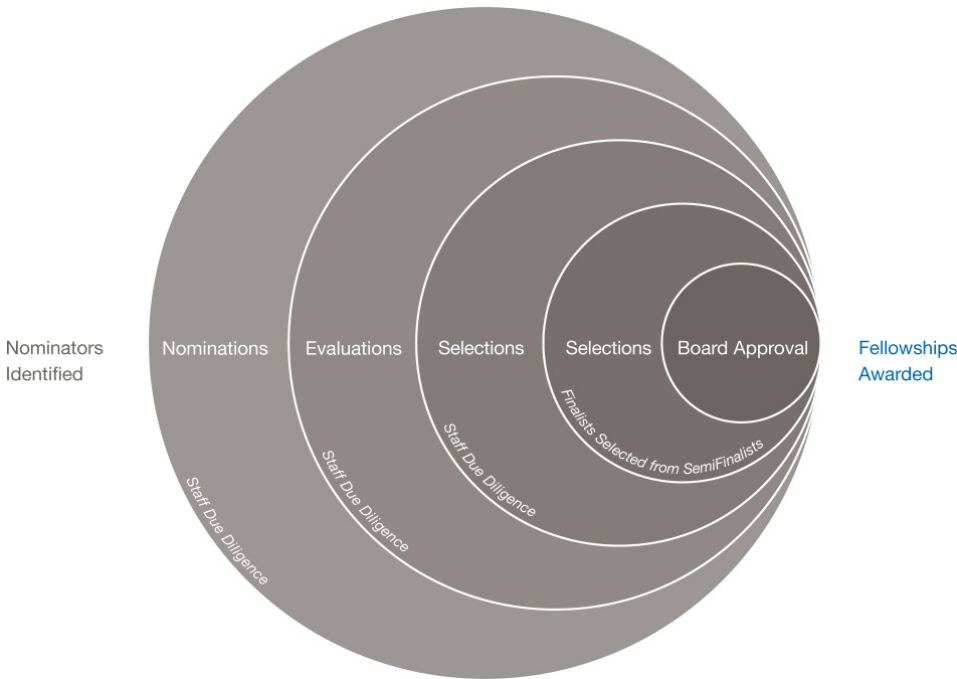 Nominators
Identified
Nominations
Evaluations
Selections
Selections
Board Approval
Fellowships
Awarded
Staff Due Diligence
Staff Due Diligence
Staff Due Diligence
Finalists Selected from SemiFinalists